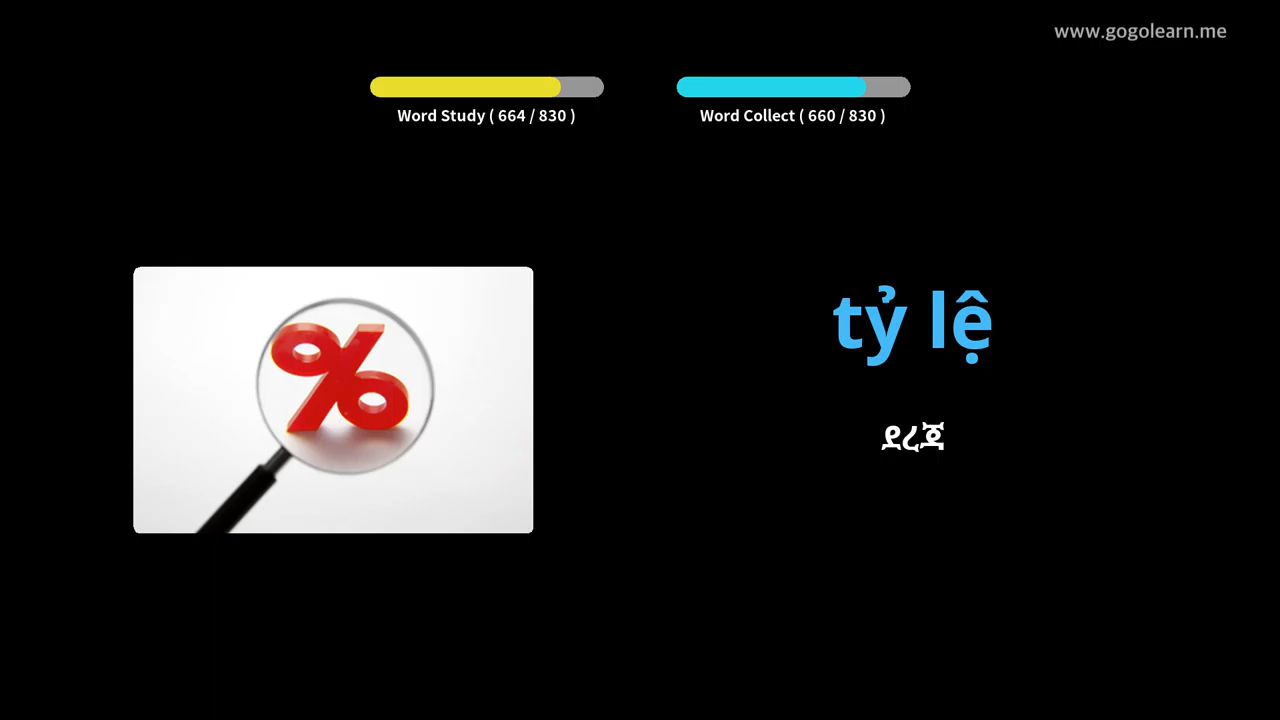 www.gogolearn.me
Word Study ( 664 / 830 )
Word Collect ( 660 / 830 )
%
tỷ lệ
ደረጃ